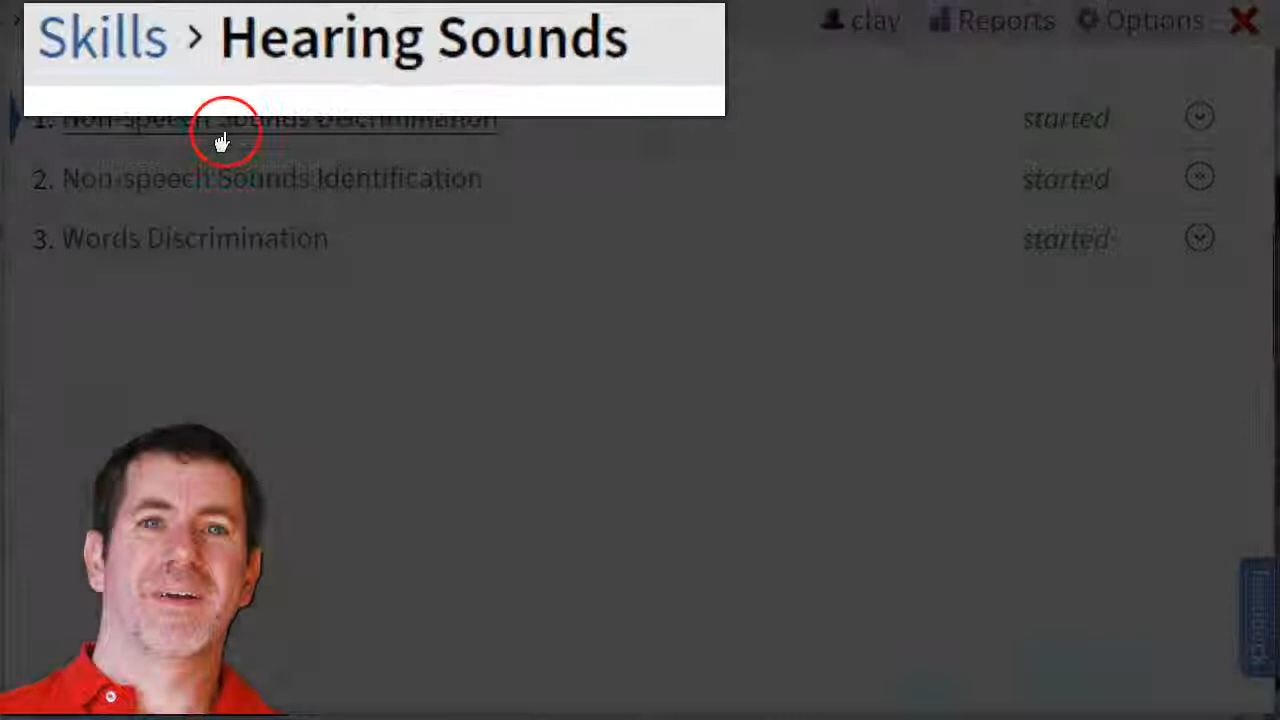 Skills › Hearing Sounds
clay Reports Options
1. Non-speech Sounds Discrimination started
2. Non-speech Sounds Identification started
3. Words Discrimination started
Feedback